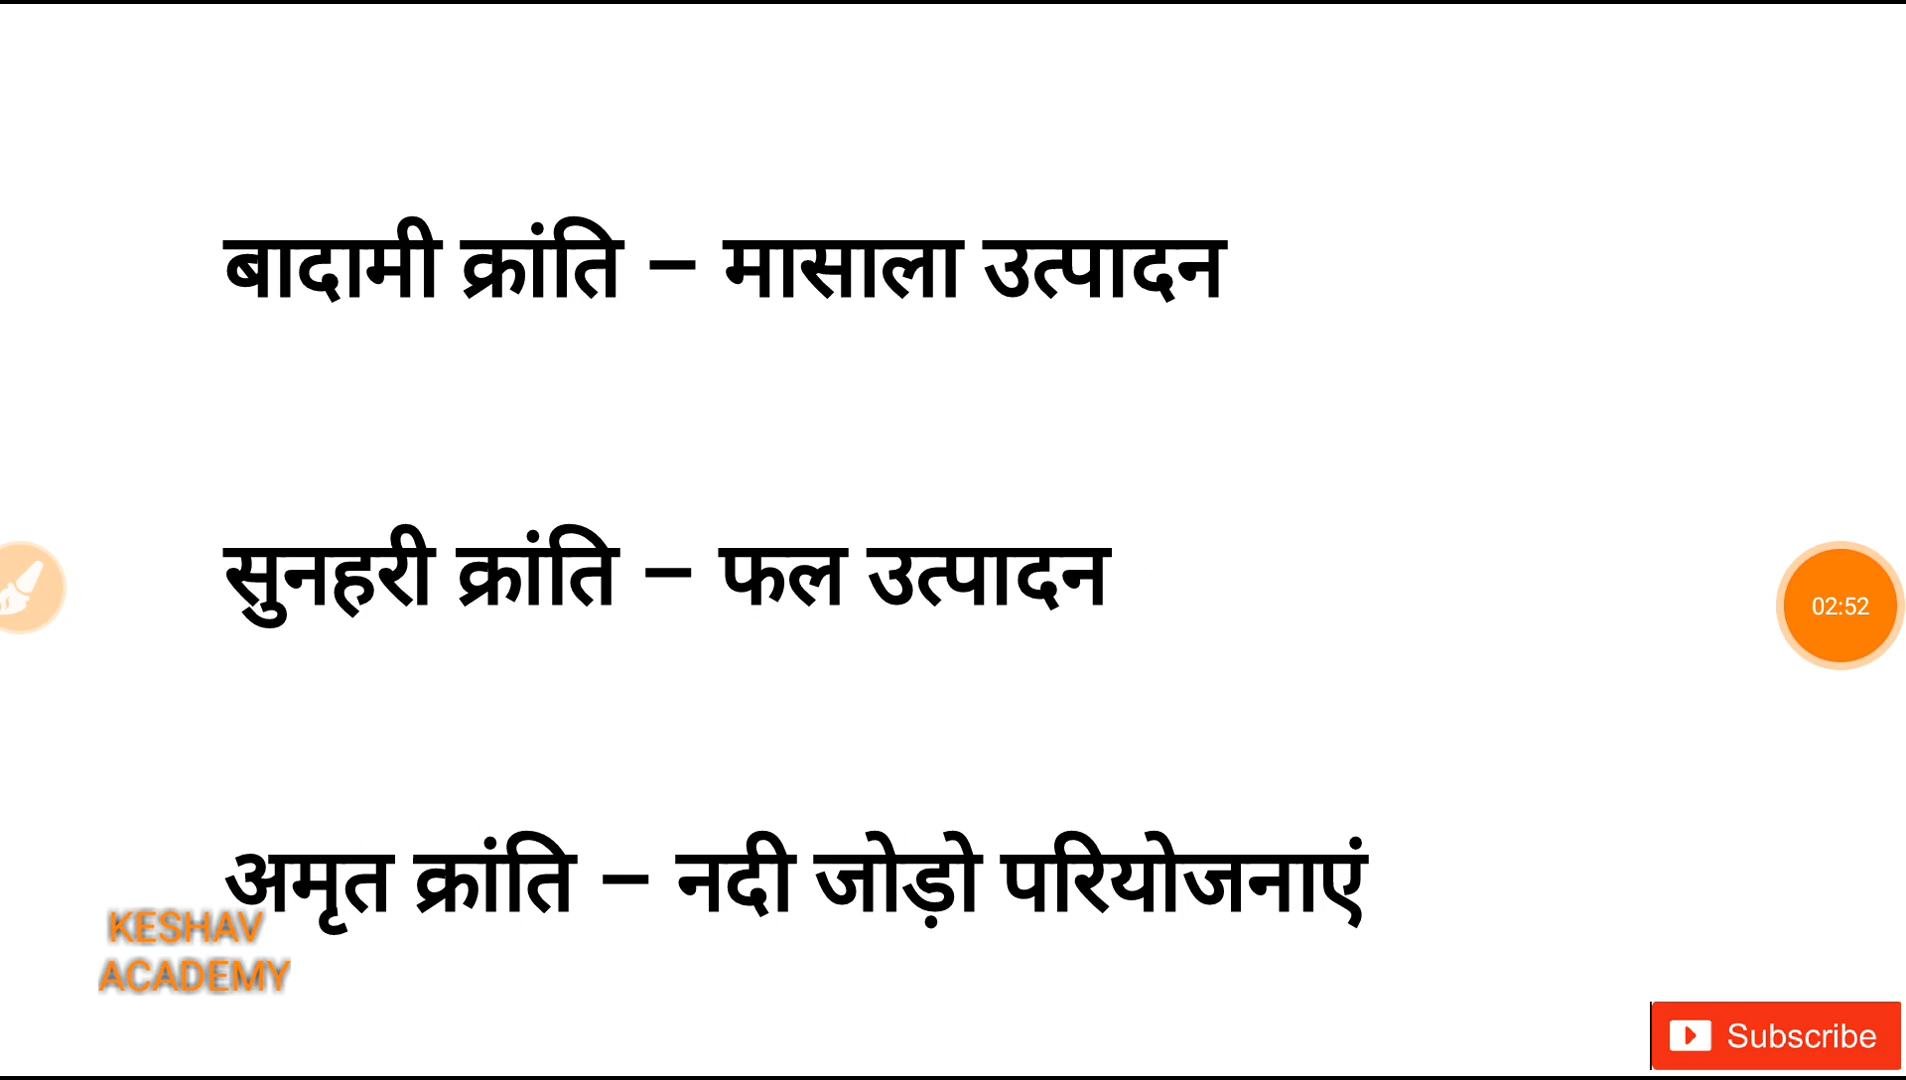 बादामी क्रांति – मासाला उत्पादन
सुनहरी क्रांति – फल उत्पादन
02:52
अमृत क्रांति – नदी जोड़ो परियोजनाएं
KESHAV
ACADEMY
Subscribe